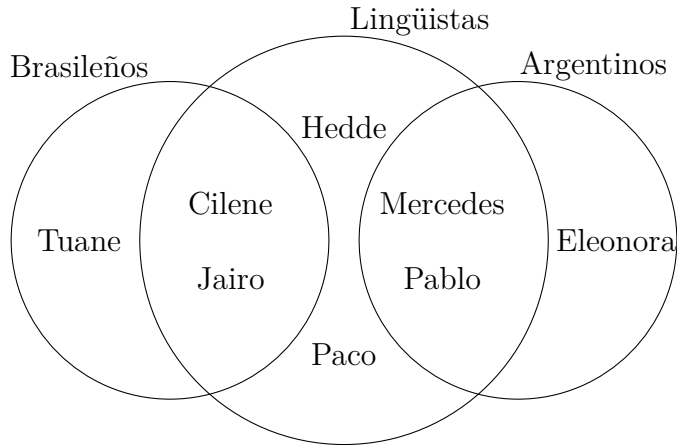 Lingüistas
Brasileños
Argentinos
Hedde
Cilene
Mercedes
Tuane
Eleonora
Jairo
Pablo
Paco